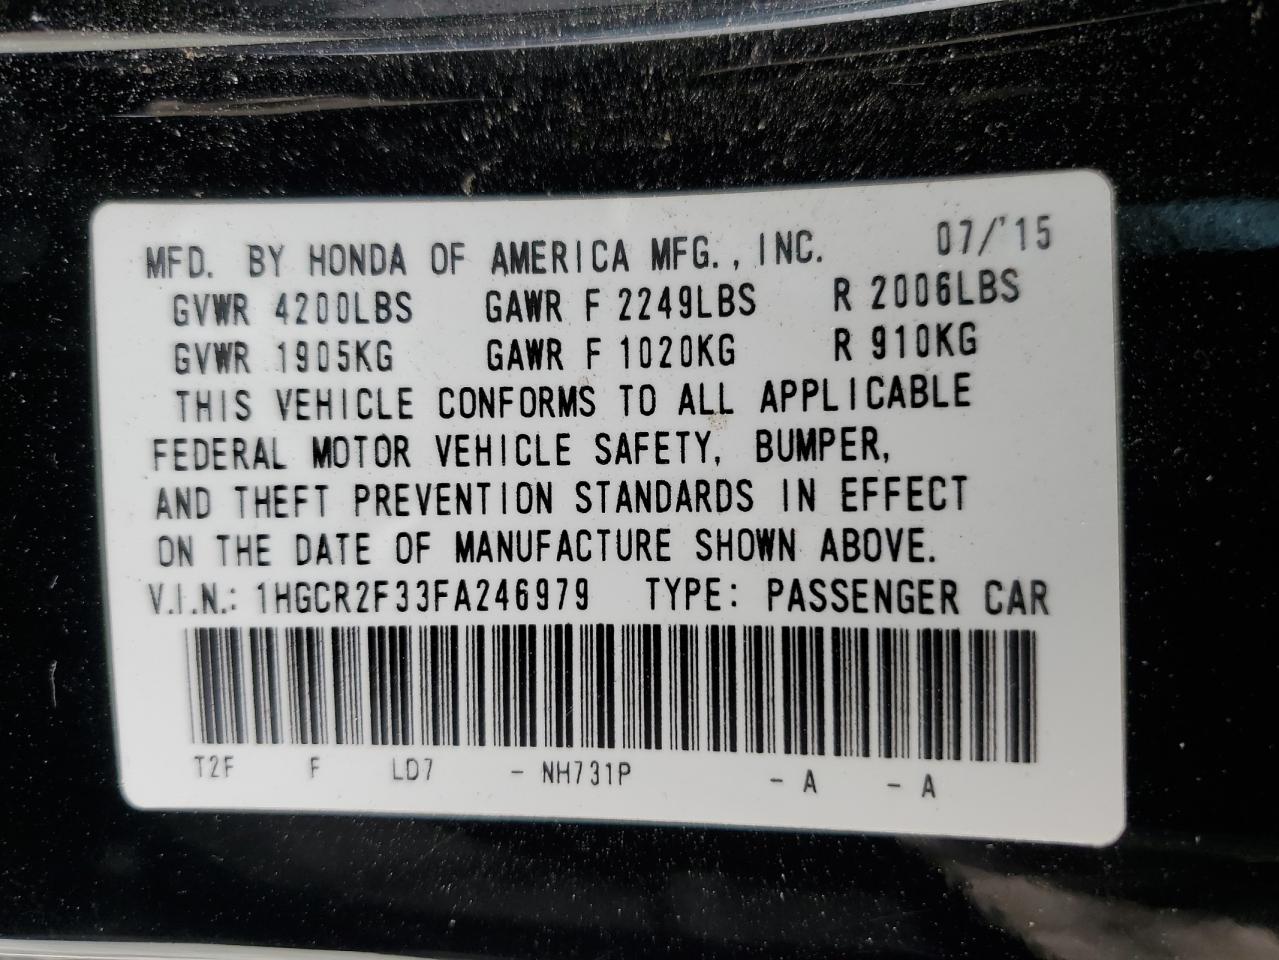 MFD. BY HONDA OF AMERICA MFG., INC. 07/'15
GVWR 4200LBS GAWR F 2249LBS R 2006LBS
GVWR 1905KG GAWR F 1020KG R 910KG
THIS VEHICLE CONFORMS TO ALL APPLICABLE
FEDERAL MOTOR VEHICLE SAFETY, BUMPER,
AND THEFT PREVENTION STANDARDS IN EFFECT
ON THE DATE OF MANUFACTURE SHOWN ABOVE.
V.I.N.: 1HGCR2F33FA246979 TYPE: PASSENGER CAR
T2F F LD7 - NH731P - A - A